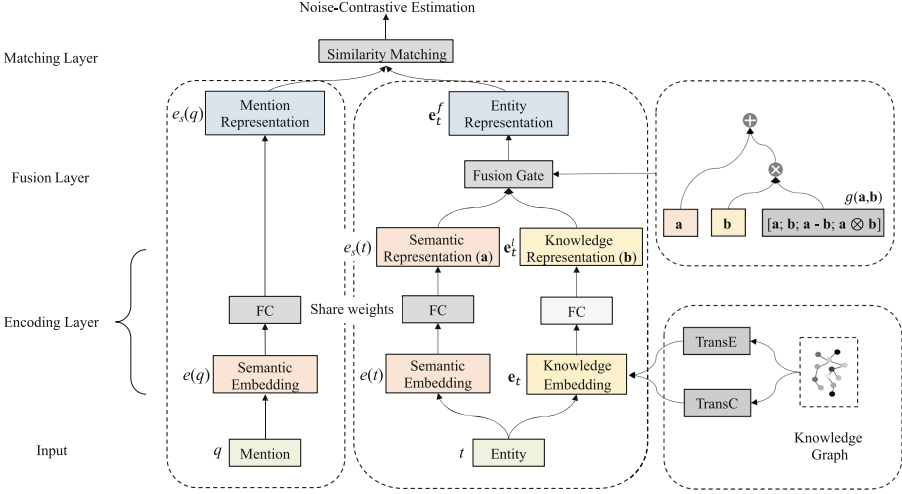 Noise-Contrastive Estimation
Matching Layer
Similarity Matching
e_s(q)
Mention
Representation
e_t^f
Entity
Representation
Fusion Layer
Fusion Gate
+
×
g(a,b)
a
b
[a; b; a - b; a ⊗ b]
e_s(t)
Semantic
Representation (a)
e_t^l
Knowledge
Representation (b)
Encoding Layer
FC
Share weights
FC
FC
e(q)
Semantic
Embedding
e(t)
Semantic
Embedding
e_t
Knowledge
Embedding
TransE
TransC
Knowledge
Graph
Input
q
Mention
t
Entity